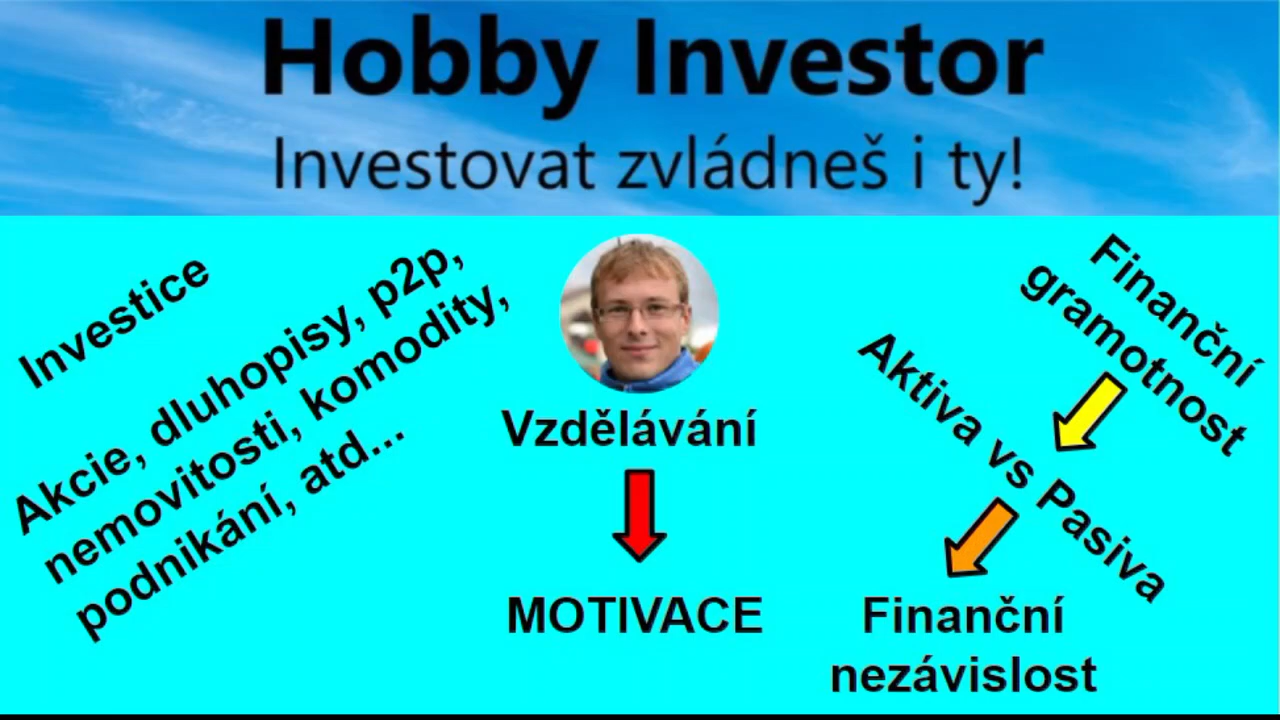 Hobby Investor
Investovat zvládneš i ty!
Investice
Akcie, dluhopisy, p2p,
nemovitosti, komodity,
podnikání, atd...
Vzdělávání
MOTIVACE
Finanční
gramotnost
Aktiva vs Pasiva
Finanční
nezávislost